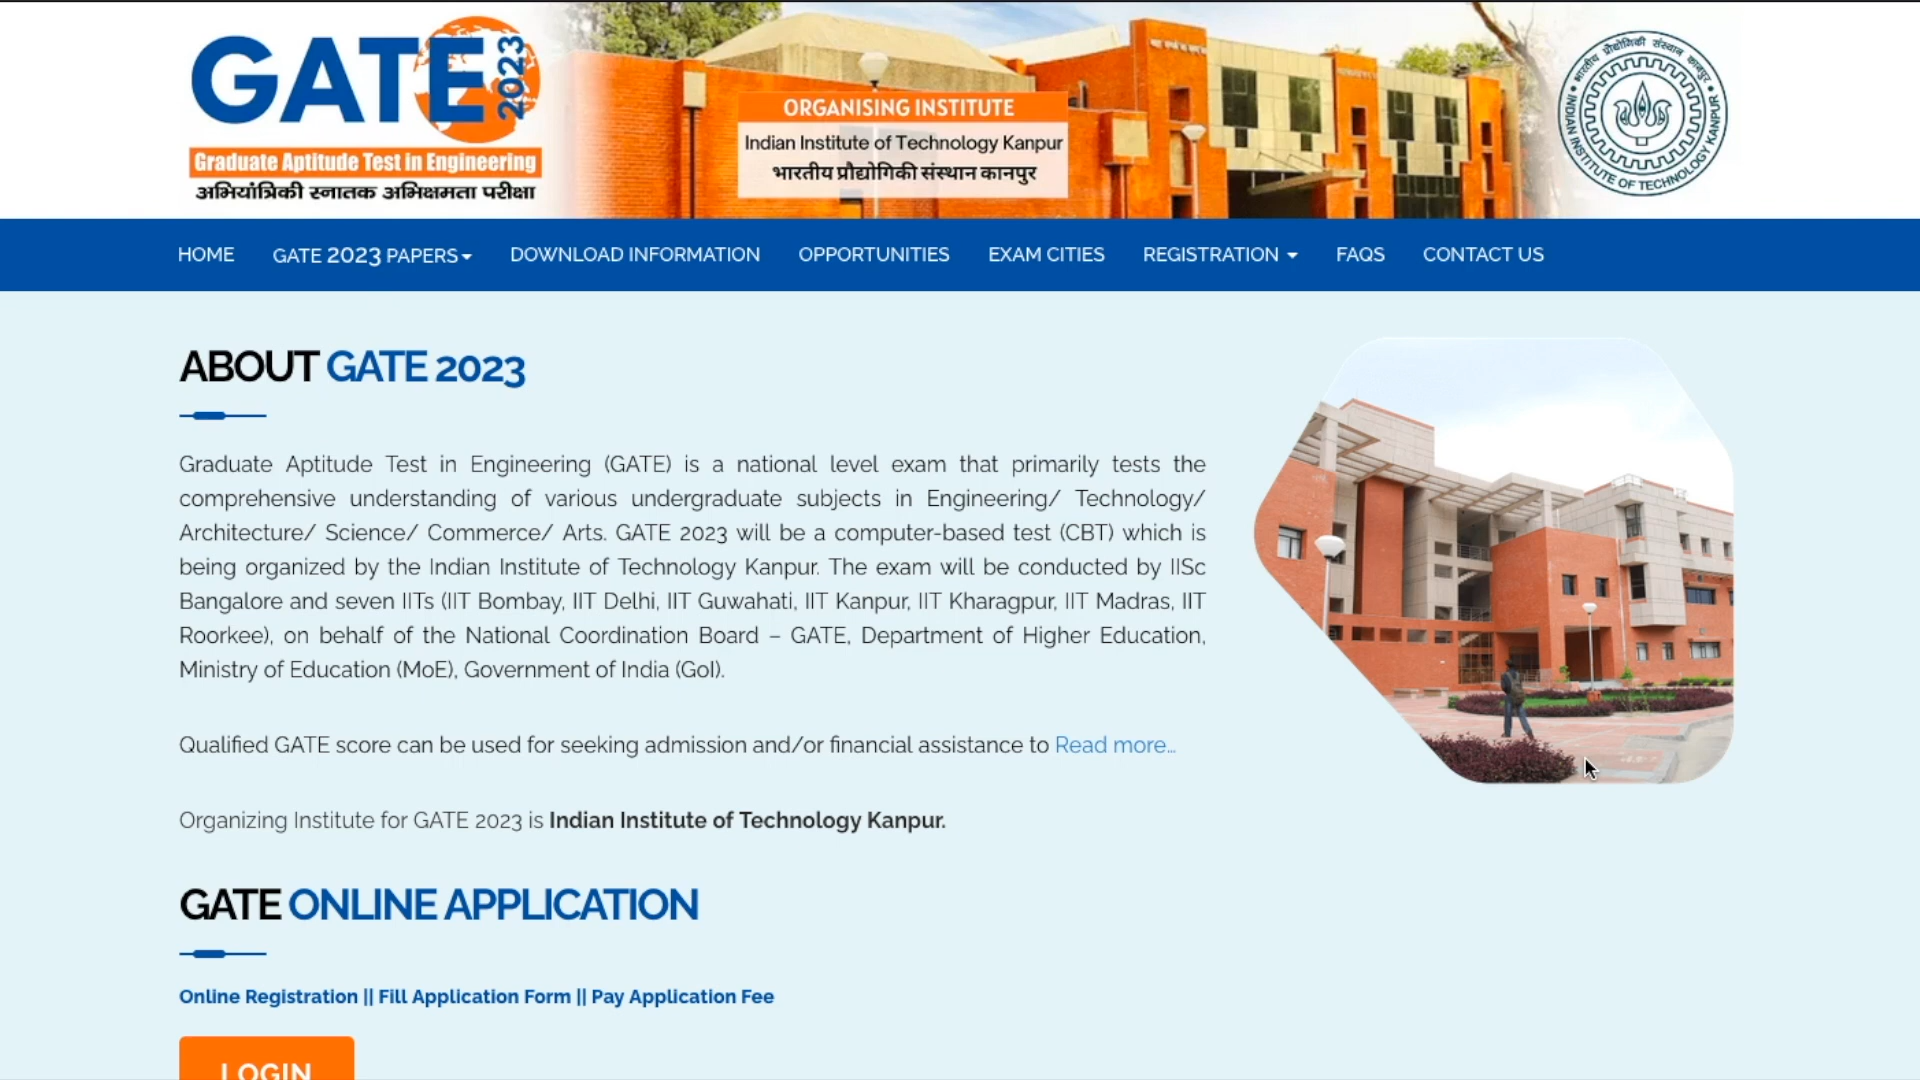 GATE 2023
Graduate Aptitude Test in Engineering
अभियांत्रिकी स्नातक अभिक्षमता परीक्षा
ORGANISING INSTITUTE
Indian Institute of Technology Kanpur
भारतीय प्रौद्योगिकी संस्थान कानपुर
भारतीय प्रौद्योगिकी संस्थान कानपुर
INDIAN INSTITUTE OF TECHNOLOGY KANPUR
HOME GATE 2023 PAPERS DOWNLOAD INFORMATION OPPORTUNITIES EXAM CITIES REGISTRATION FAQS CONTACT US
ABOUT GATE 2023
Graduate Aptitude Test in Engineering (GATE) is a national level exam that primarily tests the
comprehensive understanding of various undergraduate subjects in Engineering/ Technology/
Architecture/ Science/ Commerce/ Arts. GATE 2023 will be a computer-based test (CBT) which is
being organized by the Indian Institute of Technology Kanpur. The exam will be conducted by IISc
Bangalore and seven IITs (IIT Bombay, IIT Delhi, IIT Guwahati, IIT Kanpur, IIT Kharagpur, IIT Madras, IIT
Roorkee), on behalf of the National Coordination Board – GATE, Department of Higher Education,
Ministry of Education (MoE), Government of India (GoI).
Qualified GATE score can be used for seeking admission and/or financial assistance to Read more...
Organizing Institute for GATE 2023 is Indian Institute of Technology Kanpur.
GATE ONLINE APPLICATION
Online Registration || Fill Application Form || Pay Application Fee
LOGIN